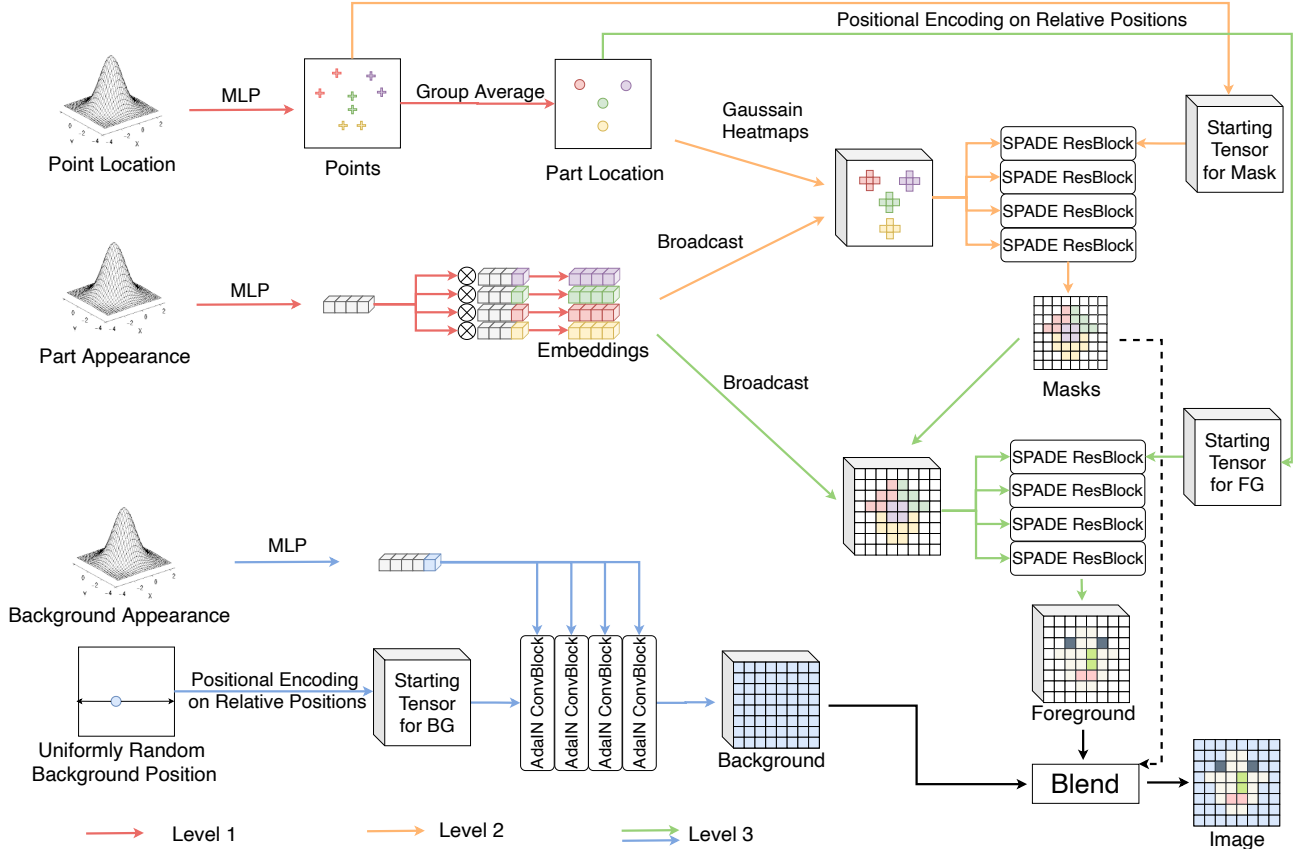 Positional Encoding on Relative Positions
MLP
Group Average
Point Location
Points
Part Location
Gaussain
Heatmaps
SPADE ResBlock
SPADE ResBlock
SPADE ResBlock
SPADE ResBlock
Starting
Tensor
for Mask
MLP
Part Appearance
Embeddings
Broadcast
Broadcast
Masks
SPADE ResBlock
SPADE ResBlock
SPADE ResBlock
SPADE ResBlock
Starting
Tensor
for FG
MLP
Background Appearance
Positional Encoding
on Relative Positions
Uniformly Random
Background Position
Starting
Tensor
for BG
AdaIN ConvBlock
AdaIN ConvBlock
AdaIN ConvBlock
AdaIN ConvBlock
Background
Foreground
Blend
Image
Level 1
Level 2
Level 3